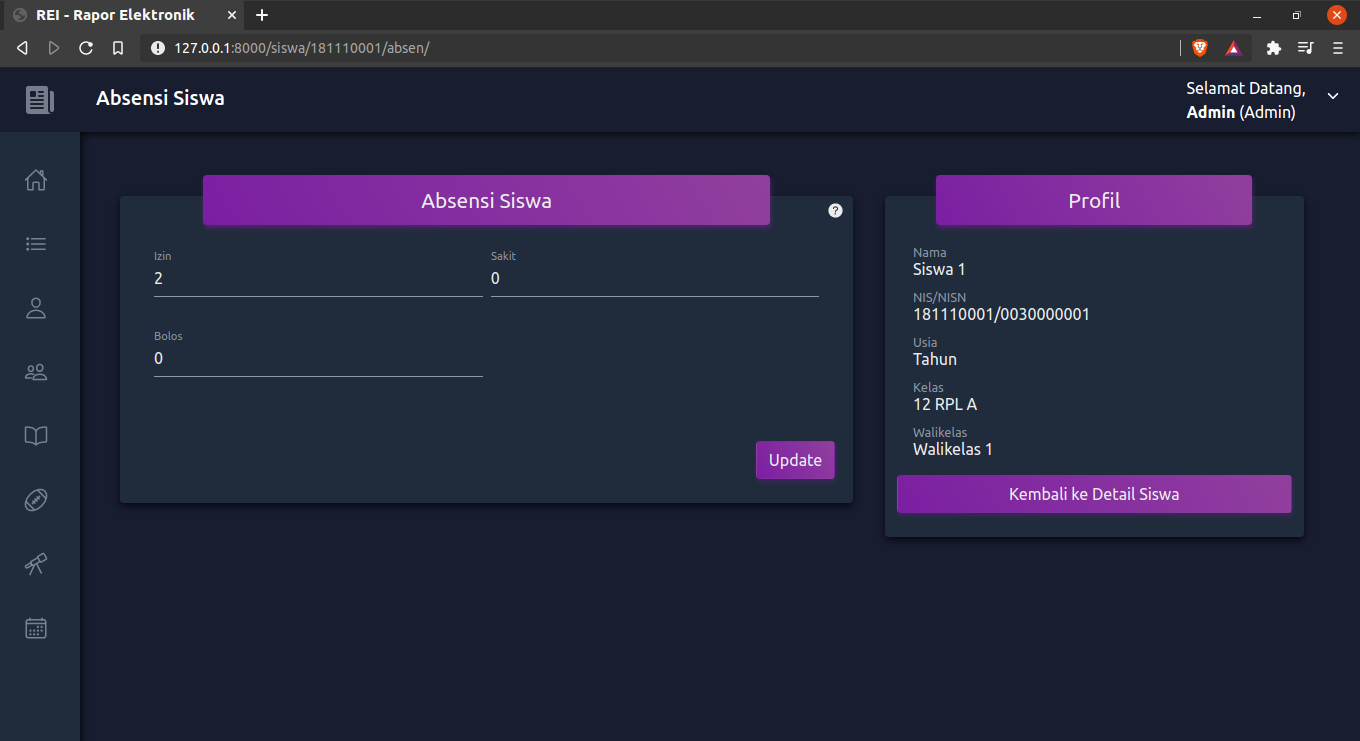 REI - Rapor Elektronik
127.0.0.1:8000/siswa/181110001/absen/
Absensi Siswa
Selamat Datang,
Admin (Admin)
Absensi Siswa
?
Izin
2
Sakit
0
Bolos
0
Update
Profil
Nama
Siswa 1
NIS/NISN
181110001/0030000001
Usia
Tahun
Kelas
12 RPL A
Walikelas
Walikelas 1
Kembali ke Detail Siswa